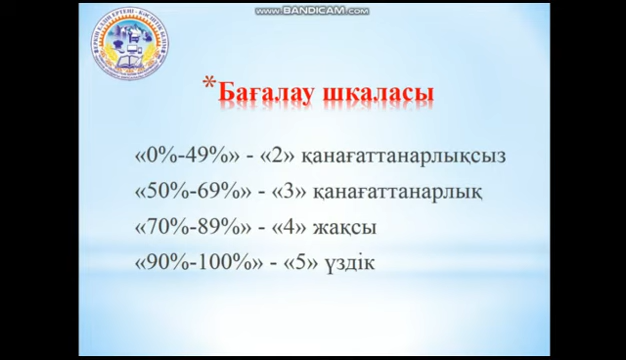 www.BANDICAM.com
*Бағалау шқаласы
«0%-49%» - «2» қанағаттанарлықсыз
«50%-69%» - «3» қанағаттанарлық
«70%-89%» - «4» жақсы
«90%-100%» - «5» үздік